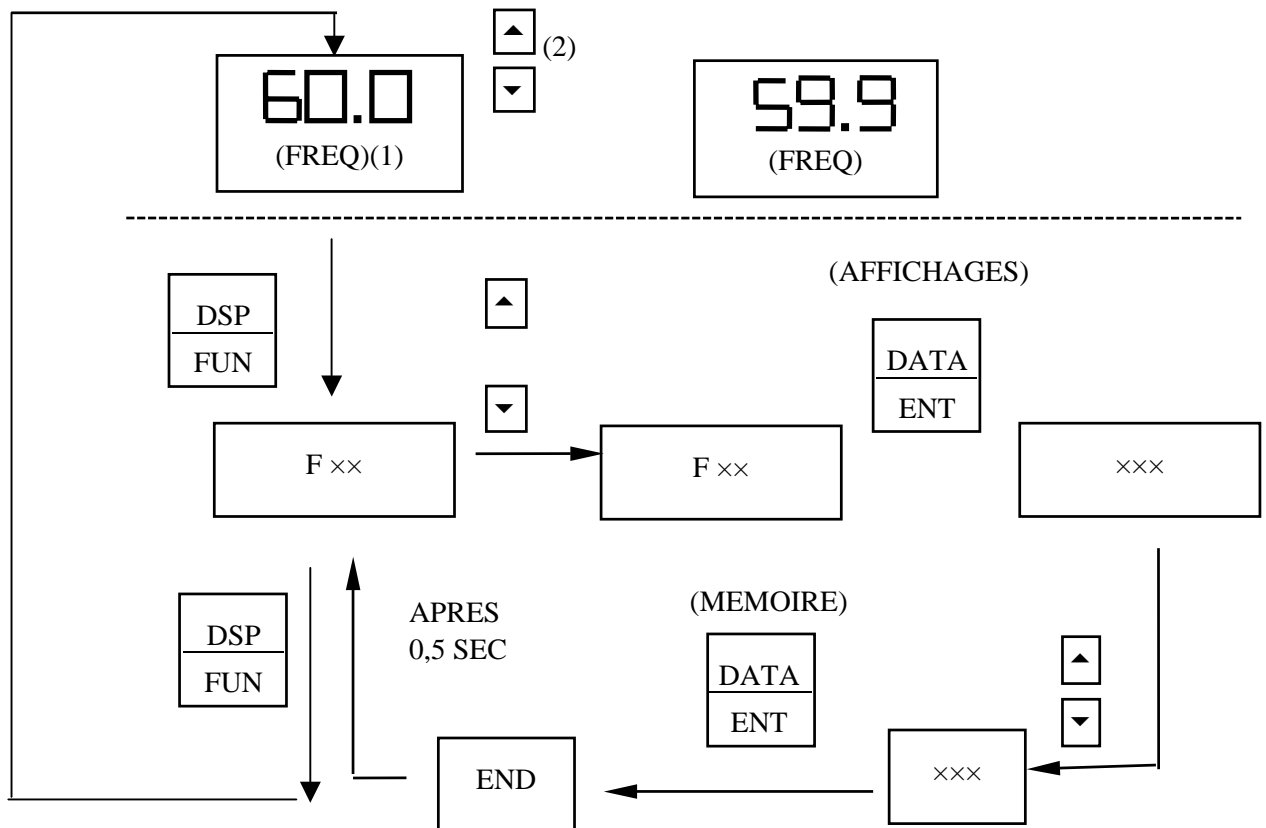 60.0
(FREQ)(1)
(2)
59.9
(FREQ)
(AFFICHAGES)
DSP
FUN
DATA
ENT
F ××
F ××
×××
DSP
FUN
APRES
0,5 SEC
(MEMOIRE)
DATA
ENT
END
×××